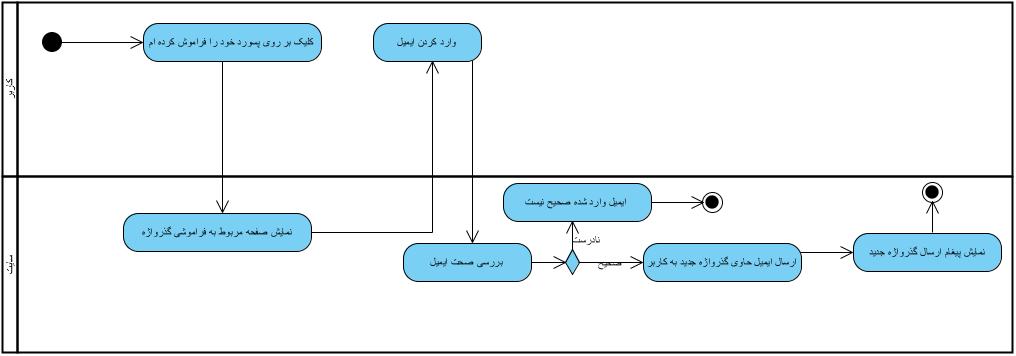 کاربر
کلیک بر روی پسورد خود را فراموش کرده ام
وارد کردن ایمیل
سایت
نمایش صفحه مربوط به فراموشی گذرواژه
بررسی صحت ایمیل
ایمیل وارد شده صحیح نیست
نادرست
صحیح
ارسال ایمیل حاوی گذرواژه جدید به کاربر
نمایش پیغام ارسال گذرواژه جدید